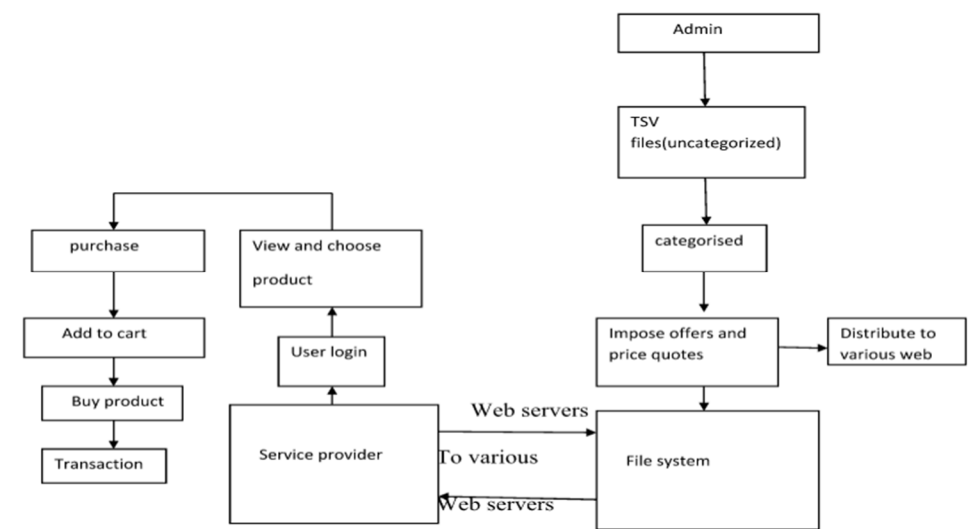 Admin
TSV
files(uncategorized)
categorised
Impose offers and
price quotes
Distribute to
various web
File system
Web servers
To various
Web servers
Service provider
User login
View and choose
product
purchase
Add to cart
Buy product
Transaction